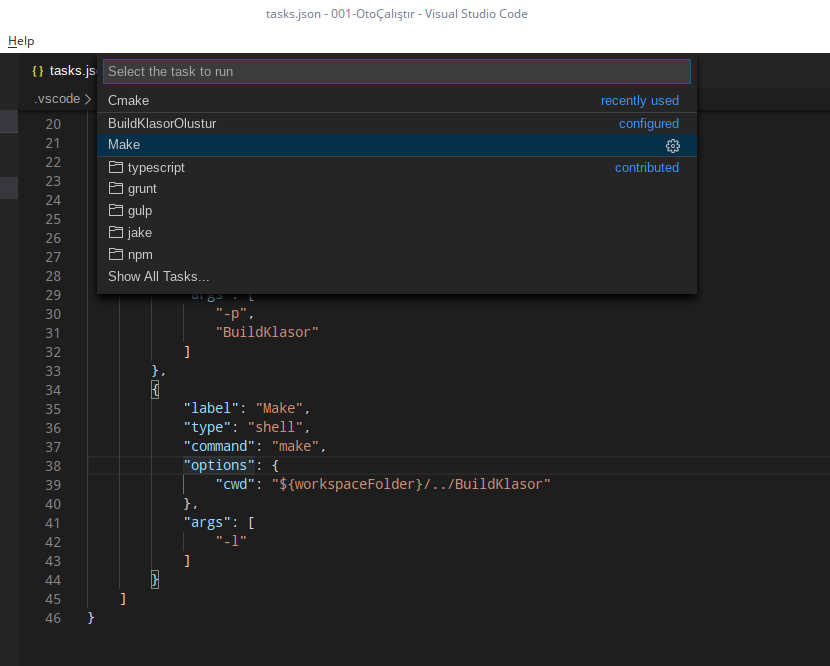 tasks.json - 001-OtoÇalıştır - Visual Studio Code
Help
{} tasks.js
.vscode >
Select the task to run
Cmake recently used
BuildKlasorOlustur configured
Make
typescript contributed
grunt
gulp
jake
npm
Show All Tasks...
20
21
22
23
24
25
26
27
28
29 "args": [
30 "-p",
31 "BuildKlasor"
32 ]
33 },
34 {
35 "label": "Make",
36 "type": "shell",
37 "command": "make",
38 "options": {
39 "cwd": "${workspaceFolder}/../BuildKlasor"
40 },
41 "args": [
42 "-l"
43 ]
44 }
45 ]
46 }